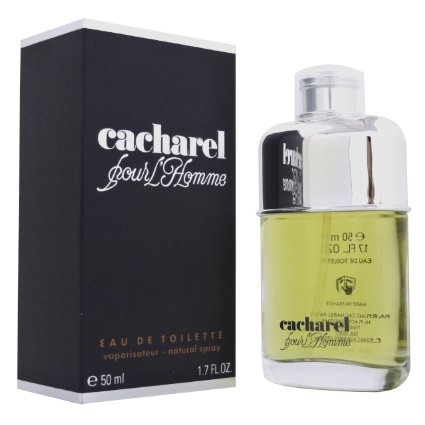 cacharel
pour L'Homme
EAU DE TOILETTE
vaporisateur - natural spray
e 50 ml 1.7 FL.OZ.
e 50 m
1.7 FL. OZ
EAU DE TOILETTE
MADE IN FRANCE
cacharel
pour L'Homme